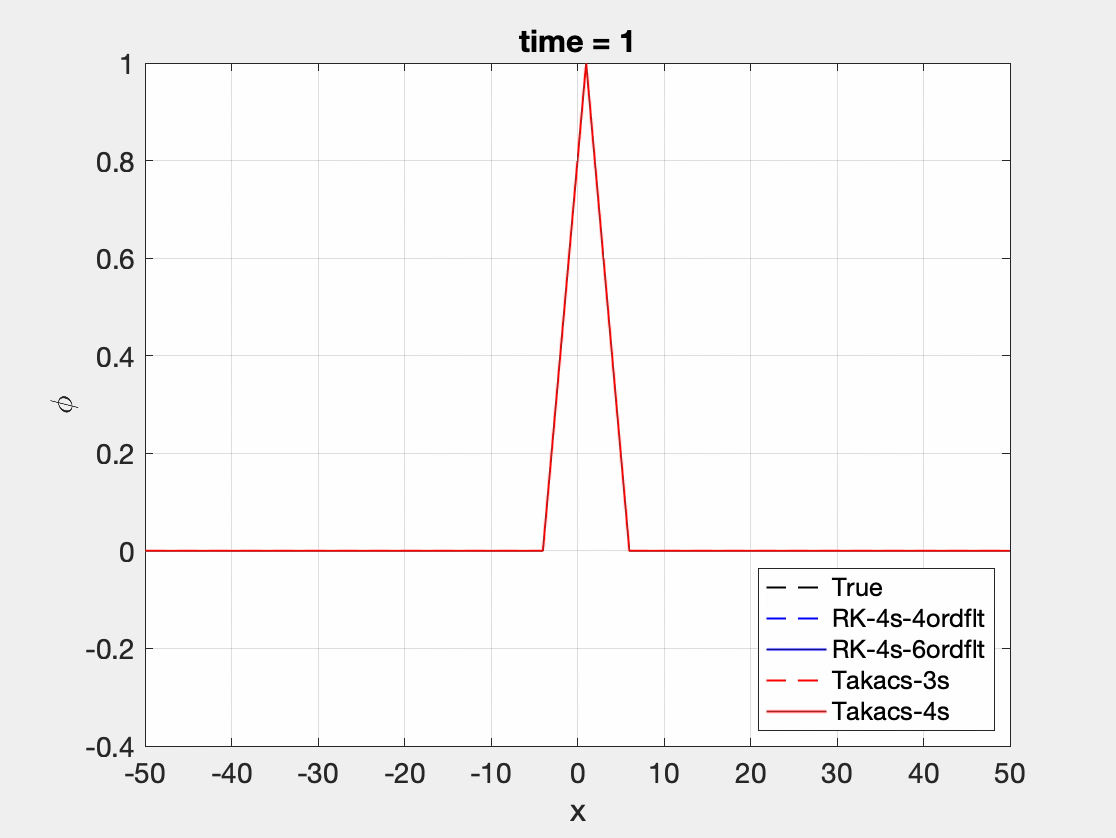 time = 1
1
0.8
0.6
0.4
0.2
0
-0.2
-0.4
ϕ
-50 -40 -30 -20 -10 0 10 20 30 40 50
x
True
RK-4s-4ordflt
RK-4s-6ordflt
Takacs-3s
Takacs-4s